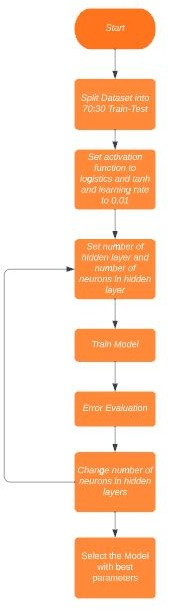 Start
Split Dataset into
70:30 Train-Test
Set activation
function to
logistics and tanh
and learning rate
to 0.01
Set number of
hidden layer and
number of
neurons in hidden
layer
Train Model
Error Evaluation
Change number of
neurons in hidden
layers
Select the Model
with best
parameters